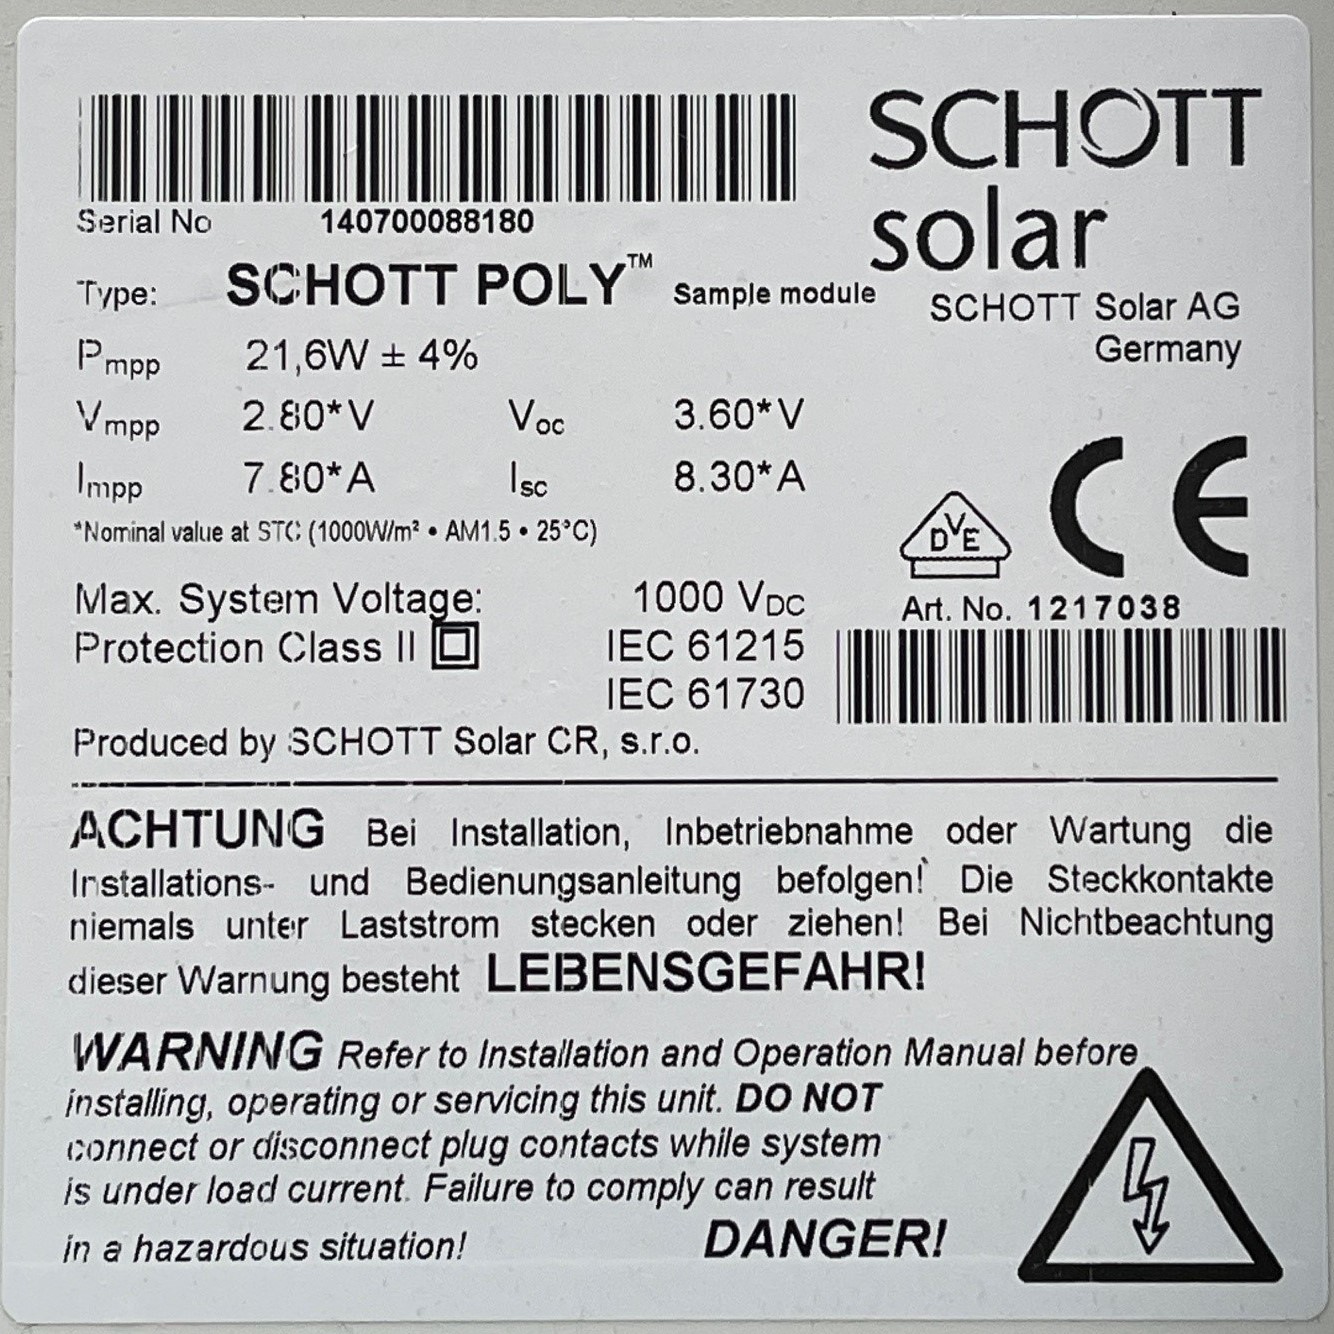 SCHOTT
solar
Serial No 140700088180
Type: SCHOTT POLY™ Sample module
SCHOTT Solar AG
Germany
Pmpp 21,6W ± 4%
Vmpp 2.80*V Voc 3.60*V
Impp 7.80*A Isc 8.30*A
*Nominal value at STC (1000W/m² • AM1.5 • 25°C)
DVE
CE
Max. System Voltage: 1000 VDC
Protection Class II IEC 61215
IEC 61730
Art. No. 1217038
Produced by SCHOTT Solar CR, s.r.o.
ACHTUNG Bei Installation, Inbetriebnahme oder Wartung die
Installations- und Bedienungsanleitung befolgen! Die Steckkontakte
niemals unter Laststrom stecken oder ziehen! Bei Nichtbeachtung
dieser Warnung besteht LEBENSGEFAHR!
WARNING Refer to Installation and Operation Manual before
installing, operating or servicing this unit. DO NOT
connect or disconnect plug contacts while system
is under load current. Failure to comply can result
in a hazardous situation! DANGER!